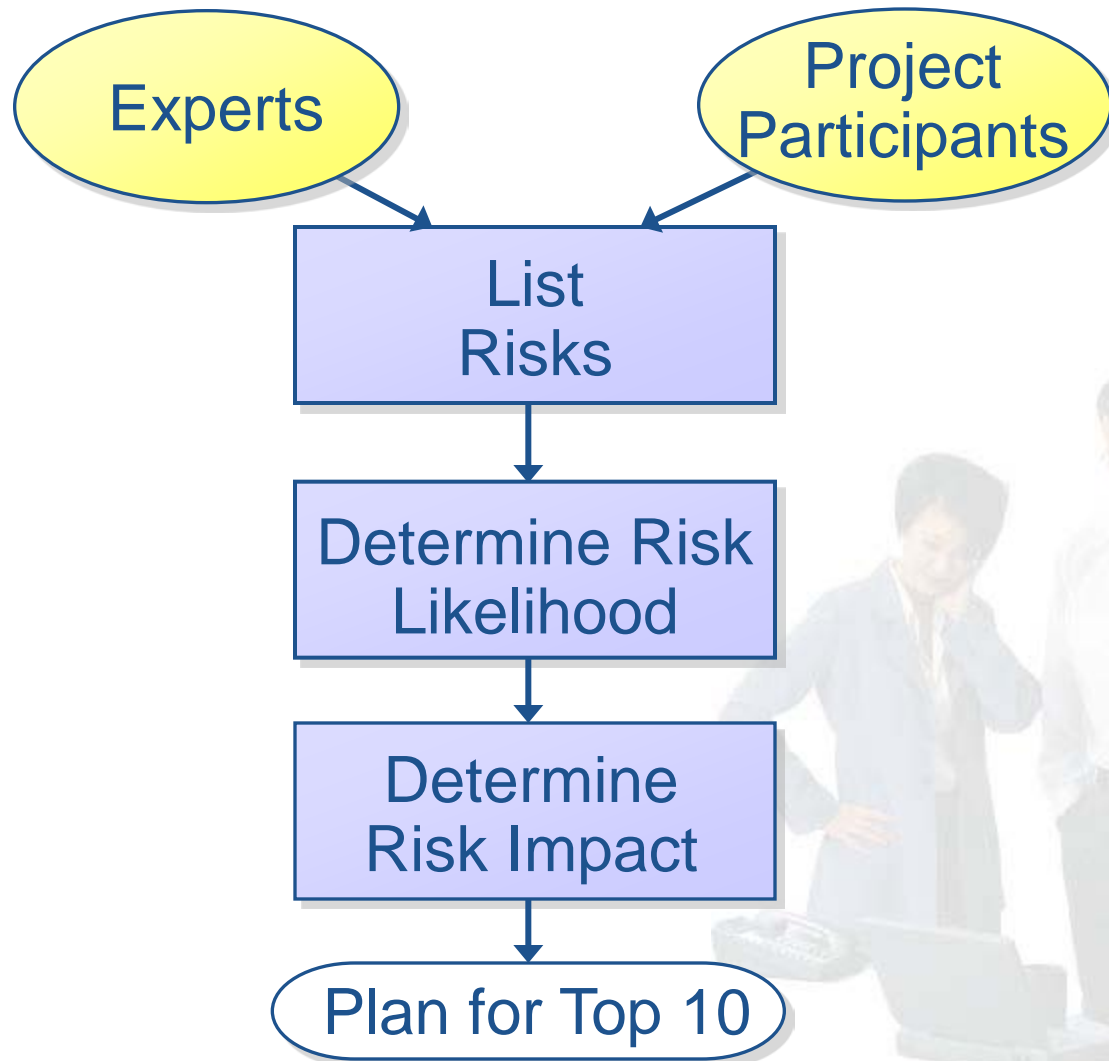 Experts
Project
Participants
List
Risks
Determine Risk
Likelihood
Determine
Risk Impact
Plan for Top 10